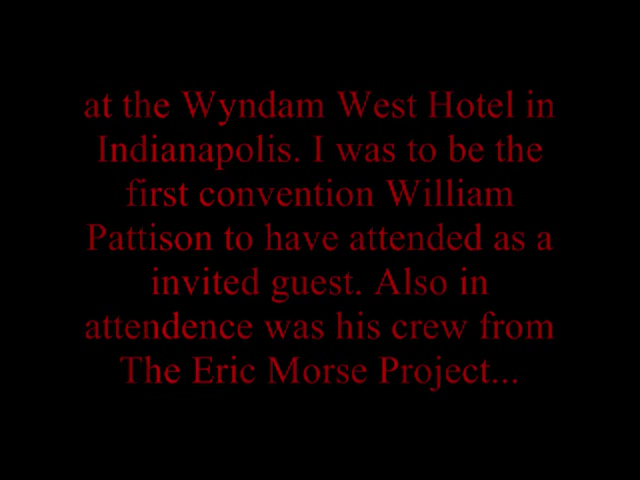 at the Wyndam West Hotel in
Indianapolis. I was to be the
first convention William
Pattison to have attended as a
invited guest. Also in
attendence was his crew from
The Eric Morse Project...